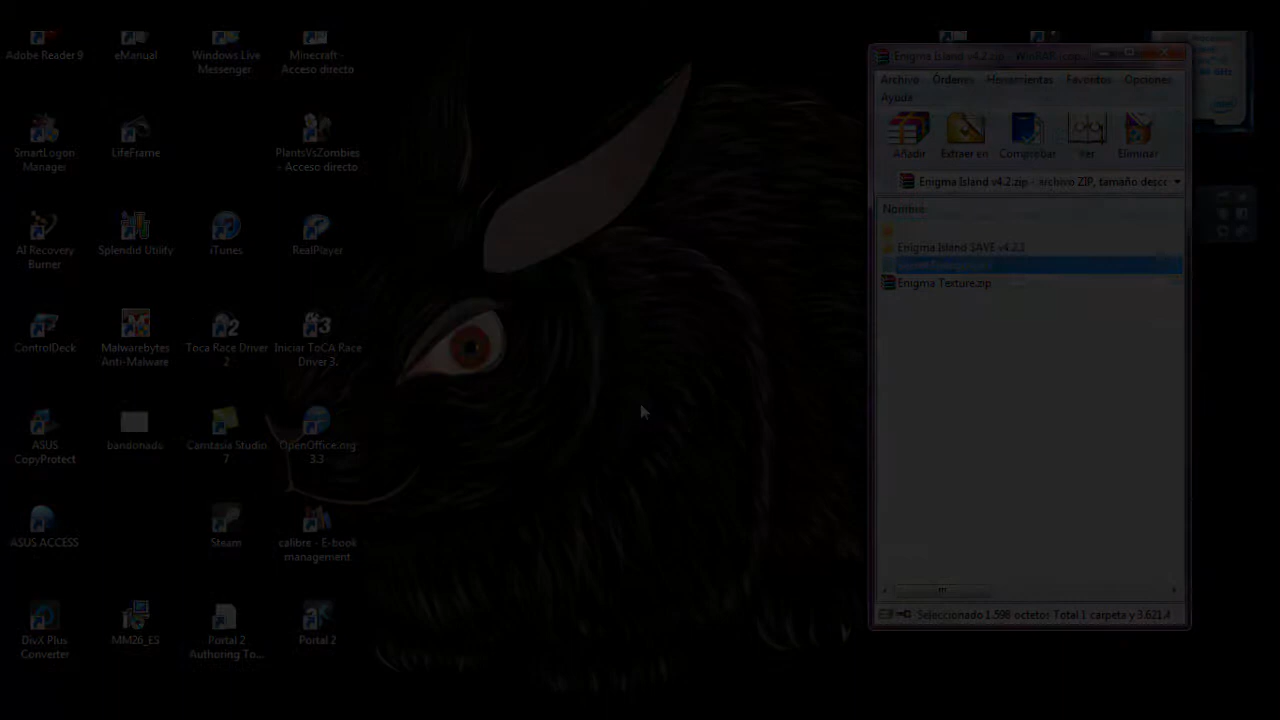 Adobe Reader 9
eManual
Windows Live
Messenger
Minecraft -
Acceso directo
SmartLogon
Manager
LifeFrame
PlantsVsZombies
- Acceso directo
AI Recovery
Burner
Splendid Utility
iTunes
RealPlayer
ControlDeck
Malwarebytes
Anti-Malware
Toca Race Driver
2
Iniciar ToCA Race
Driver 3.
ASUS
CopyProtect
bandonado
Camtasia Studio
7
OpenOffice.org
3.3
ASUS ACCESS
Steam
calibre - E-book
management
DivX Plus
Converter
MM26_ES
Portal 2
Authoring To...
Portal 2
Enigma Island v4.2.zip - WinRAR (cop...
Archivo Órdenes Herramientas Favoritos Opciones
Ayuda
Añadir Extraer en Comprobar Ver Eliminar
Enigma Island v4.2.zip - archivo ZIP, tamaño desco
Nombre
Enigma Island SAVE v4.2.3
Enigma Texture.zip
Seleccionado 1.598 octetos Total 1 carpeta y 3.621.4